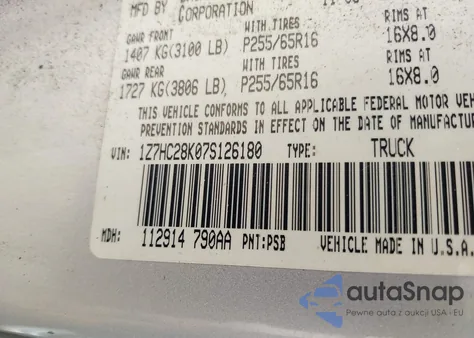 MFD BY
CORPORATION
GAWR FRONT WITH TIRES RIMS AT
1407 KG(3100 LB) P255/65R16 16X8.0
GAWR REAR WITH TIRES RIMS AT
1727 KG(3806 LB) P255/65R16 16X8.0
THIS VEHICLE CONFORMS TO ALL APPLICABLE FEDERAL MOTOR
PREVENTION STANDARDS IN EFFECT ON THE DATE OF
VIN: 1Z7HC28K07S126180 TYPE: TRUCK
MDH: 112914 790AA PNT:PSB VEHICLE MADE IN U.S.A.
autoSnap
Pewne auta z aukcji USA i EU